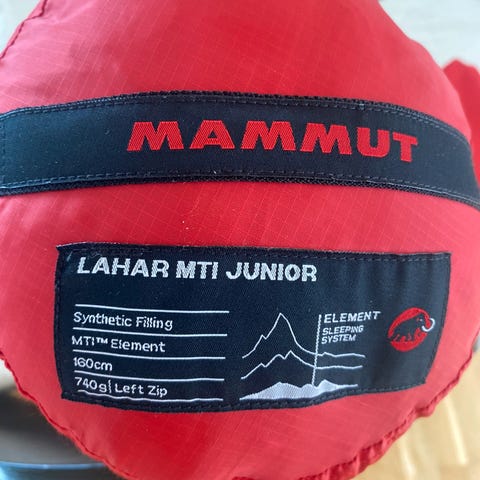 MAMMUT
LAHAR MTI JUNIOR
Synthetic Filling
MTI™ Element
160cm
740g| Left Zip
ELEMENT
SLEEPING
SYSTEM